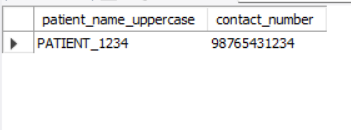 patient_name_uppercase contact_number
PATIENT_1234 98765431234